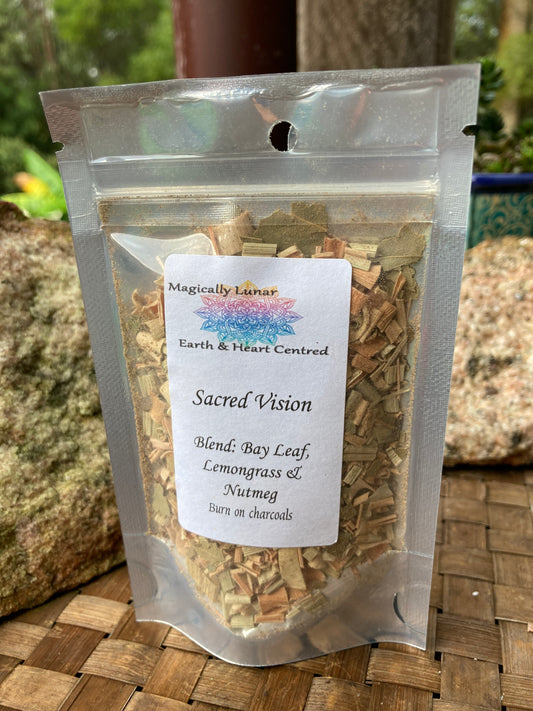 Magically Lunar
Earth & Heart Centred
Sacred Vision
Blend: Bay Leaf,
Lemongrass &
Nutmeg
Burn on charcoals